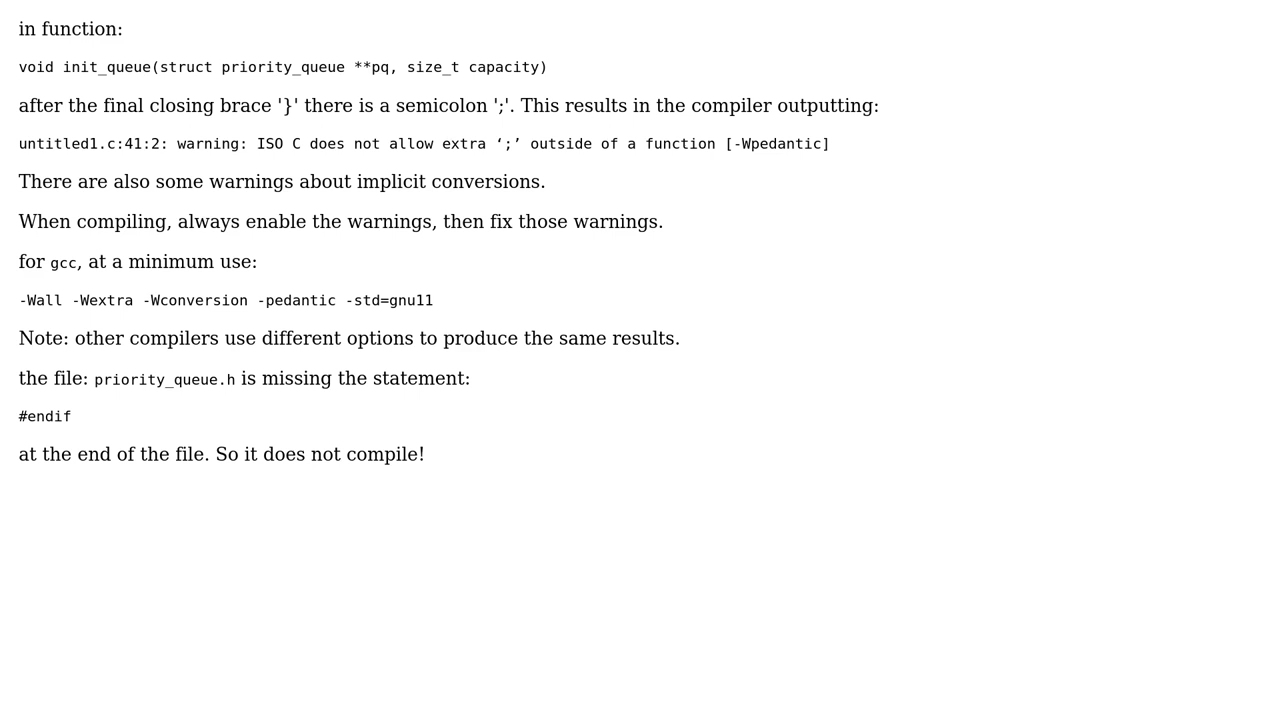 in function:
void init_queue(struct priority_queue **pq, size_t capacity)
after the final closing brace '}' there is a semicolon ';'. This results in the compiler outputting:
untitled1.c:41:2: warning: ISO C does not allow extra ‘;’ outside of a function [-Wpedantic]
There are also some warnings about implicit conversions.
When compiling, always enable the warnings, then fix those warnings.
for gcc, at a minimum use:
-Wall -Wextra -Wconversion -pedantic -std=gnu11
Note: other compilers use different options to produce the same results.
the file: priority_queue.h is missing the statement:
#endif
at the end of the file. So it does not compile!